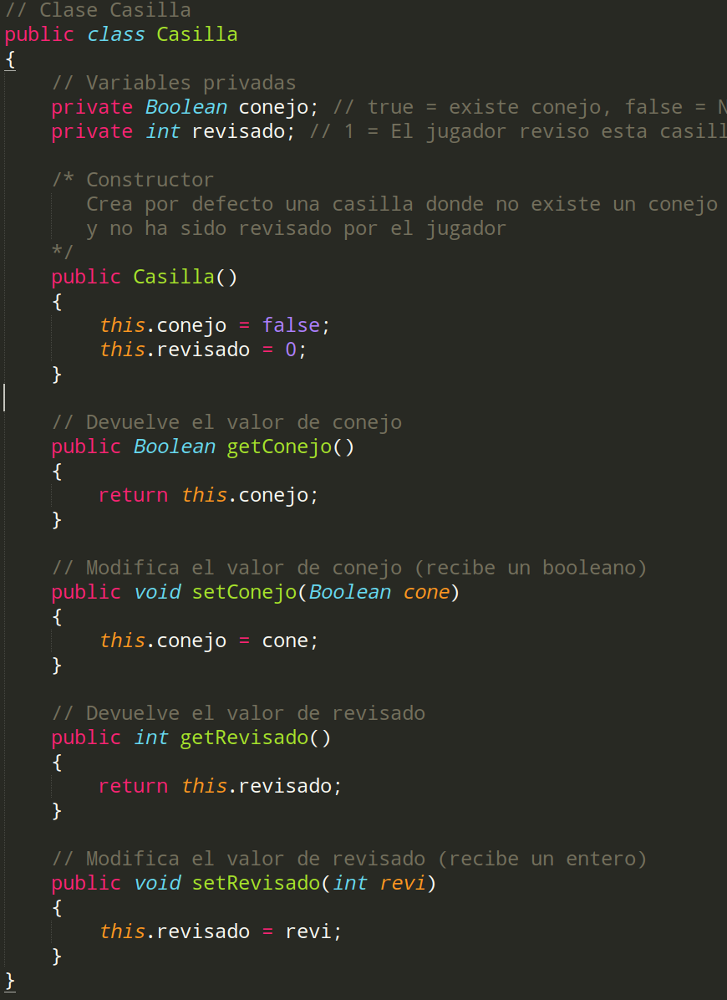 // Clase Casilla
public class Casilla
{
    // Variables privadas
    private Boolean conejo; // true = existe conejo, false =
    private int revisado; // 1 = El jugador reviso esta

    /* Constructor
       Crea por defecto una casilla donde no existe un conejo
       y no ha sido revisado por el jugador
    */
    public Casilla()
    {
        this.conejo = false;
        this.revisado = 0;
    }

    // Devuelve el valor de conejo
    public Boolean getConejo()
    {
        return this.conejo;
    }

    // Modifica el valor de conejo (recibe un booleano)
    public void setConejo(Boolean cone)
    {
        this.conejo = cone;
    }

    // Devuelve el valor de revisado
    public int getRevisado()
    {
        return this.revisado;
    }

    // Modifica el valor de revisado (recibe un entero)
    public void setRevisado(int revi)
    {
        this.revisado = revi;
    }
}